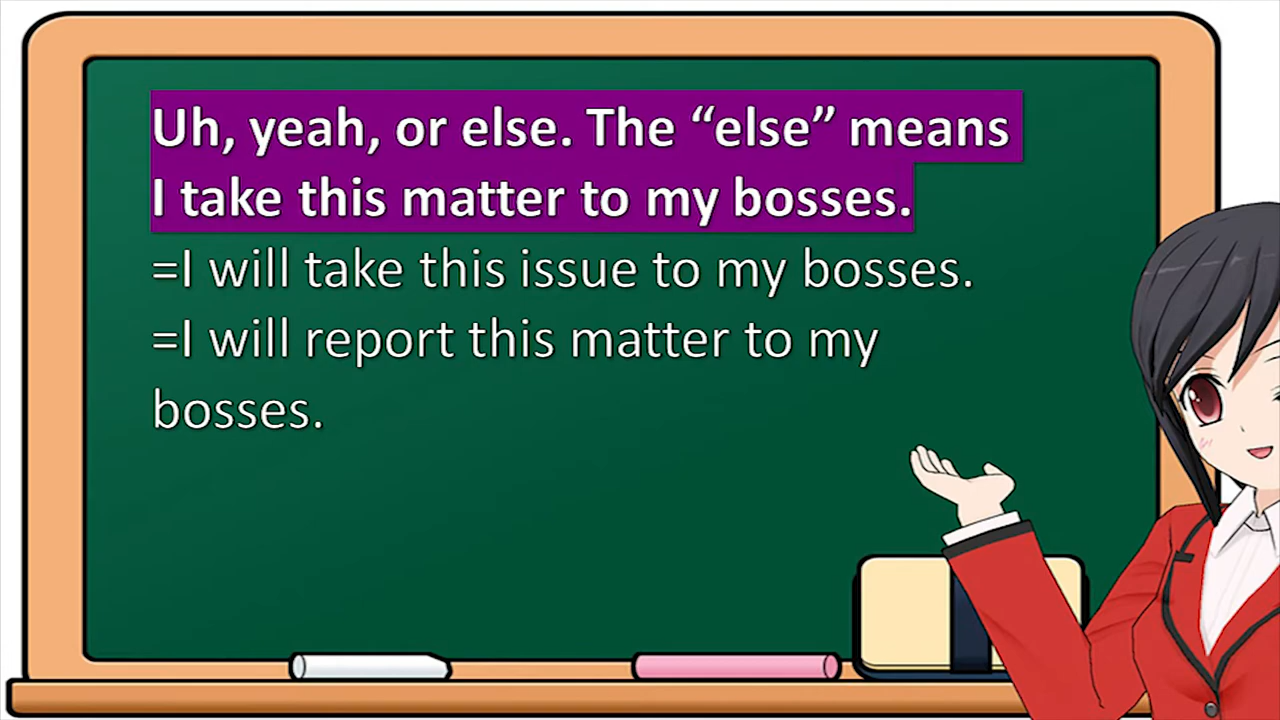 Uh, yeah, or else. The “else” means
I take this matter to my bosses.
=I will take this issue to my bosses.
=I will report this matter to my
bosses.